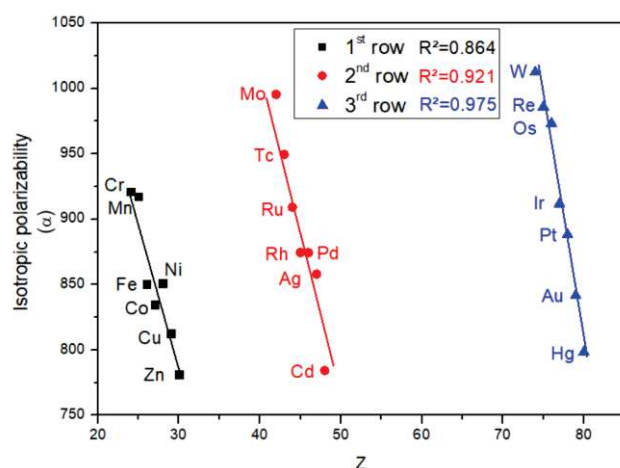 1050
1000
950
900
850
800
750
Isotropic polarizability
(α)
1st row R²=0.864
2nd row R²=0.921
3rd row R²=0.975
Cr
Mn
Fe
Ni
Co
Cu
Zn
Mo
Tc
Ru
Rh
Pd
Ag
Cd
W
Re
Os
Ir
Pt
Au
Hg
20
30
40
50
60
70
80
Z